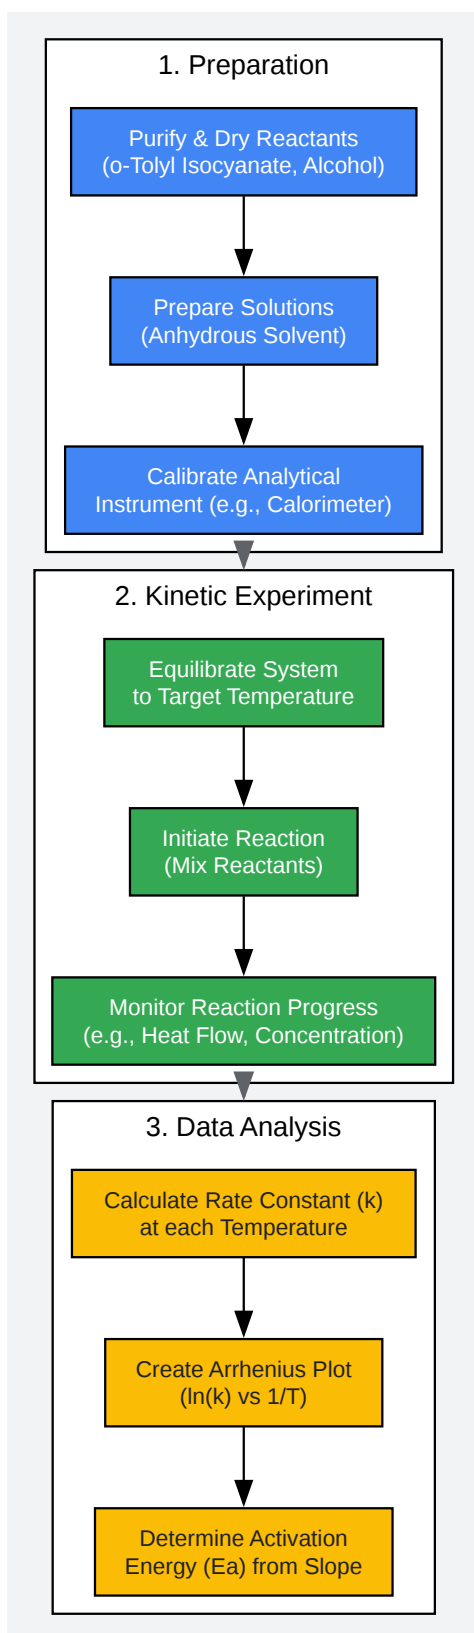 1. Preparation
Purify & Dry Reactants
(o-Tolyl Isocyanate, Alcohol)
Prepare Solutions
(Anhydrous Solvent)
Calibrate Analytical
Instrument (e.g., Calorimeter)
2. Kinetic Experiment
Equilibrate System
to Target Temperature
Initiate Reaction
(Mix Reactants)
Monitor Reaction Progress
(e.g., Heat Flow, Concentration)
3. Data Analysis
Calculate Rate Constant (k)
at each Temperature
Create Arrhenius Plot
(ln(k) vs 1/T)
Determine Activation
Energy (Ea) from Slope